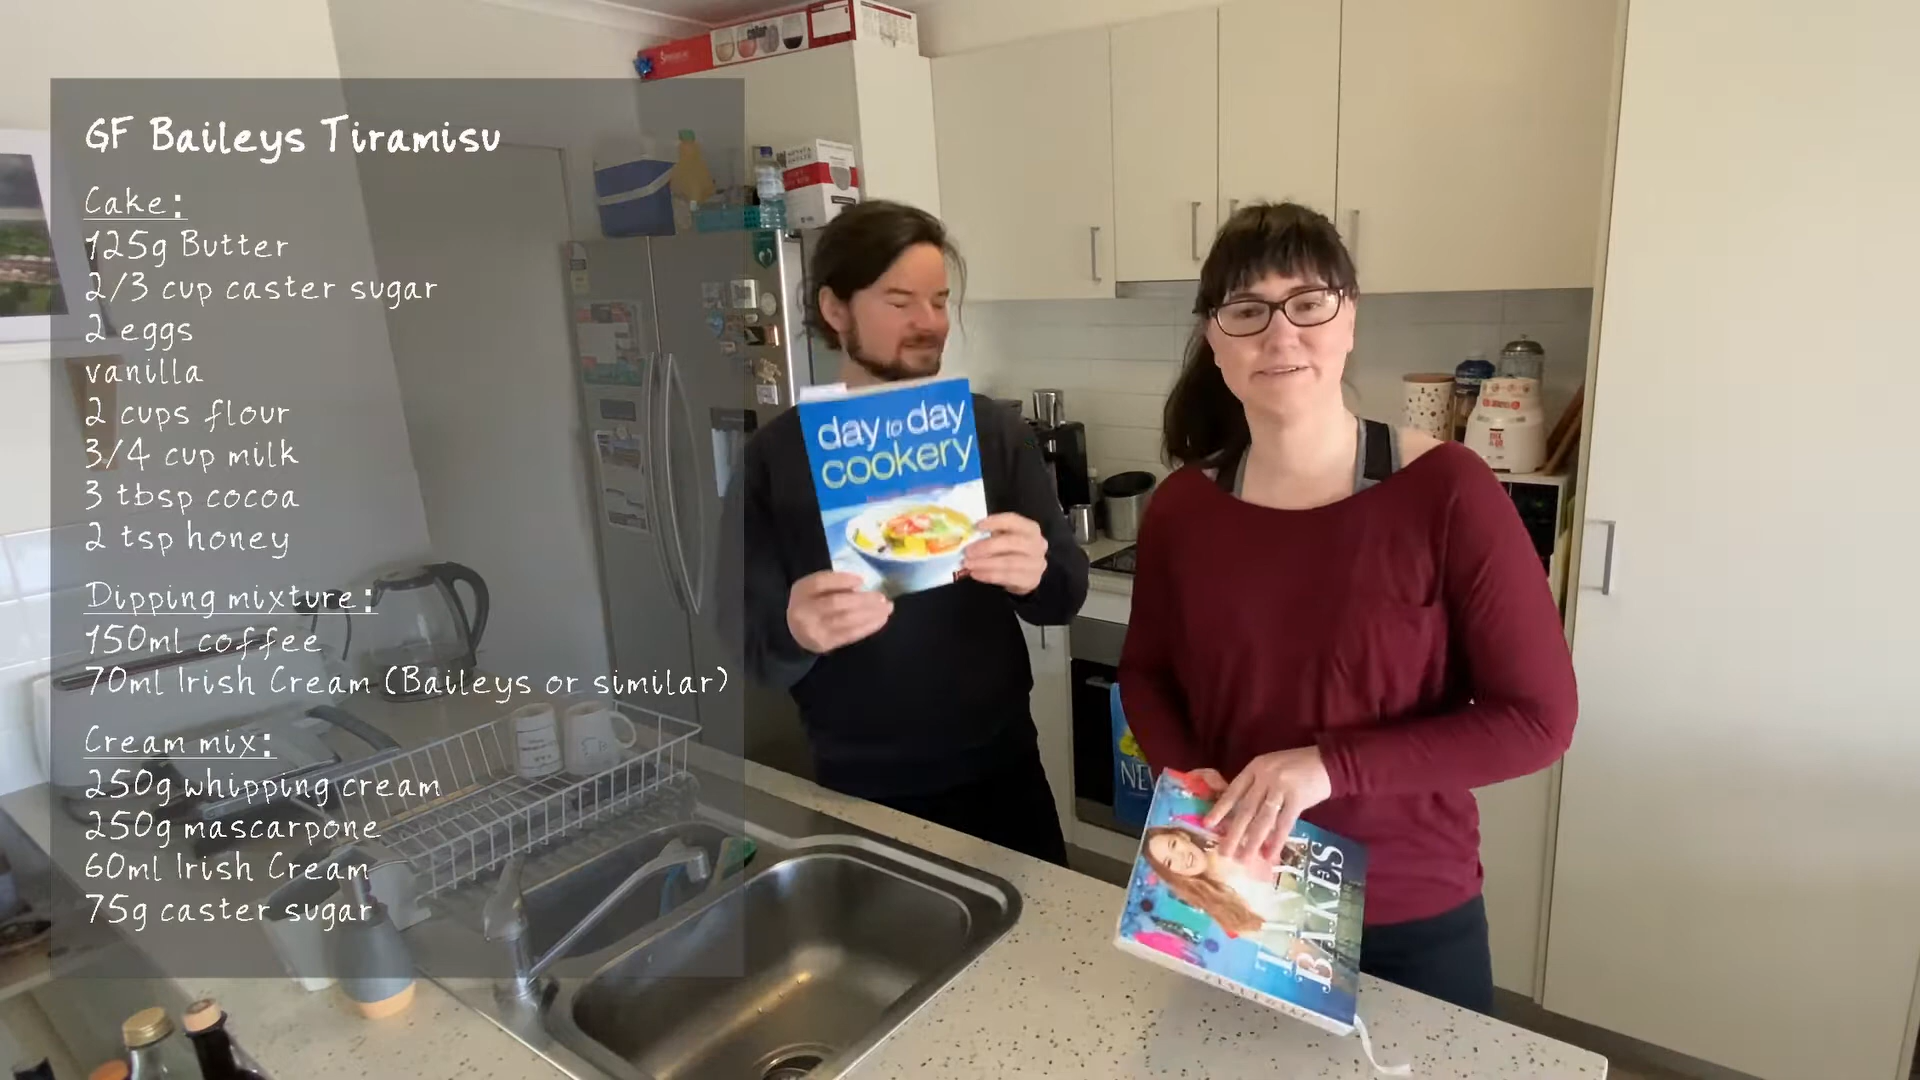 GF Baileys Tiramisu
Cake:
125g Butter
2/3 cup caster sugar
2 eggs
vanilla
2 cups flour
3/4 cup milk
3 tbsp cocoa
2 tsp honey
Dipping mixture:
150ml coffee
70ml Irish Cream (Baileys or similar)
Cream mix:
250g whipping cream
250g mascarpone
60ml Irish Cream
75g caster sugar
day to day
cookery
BAKES